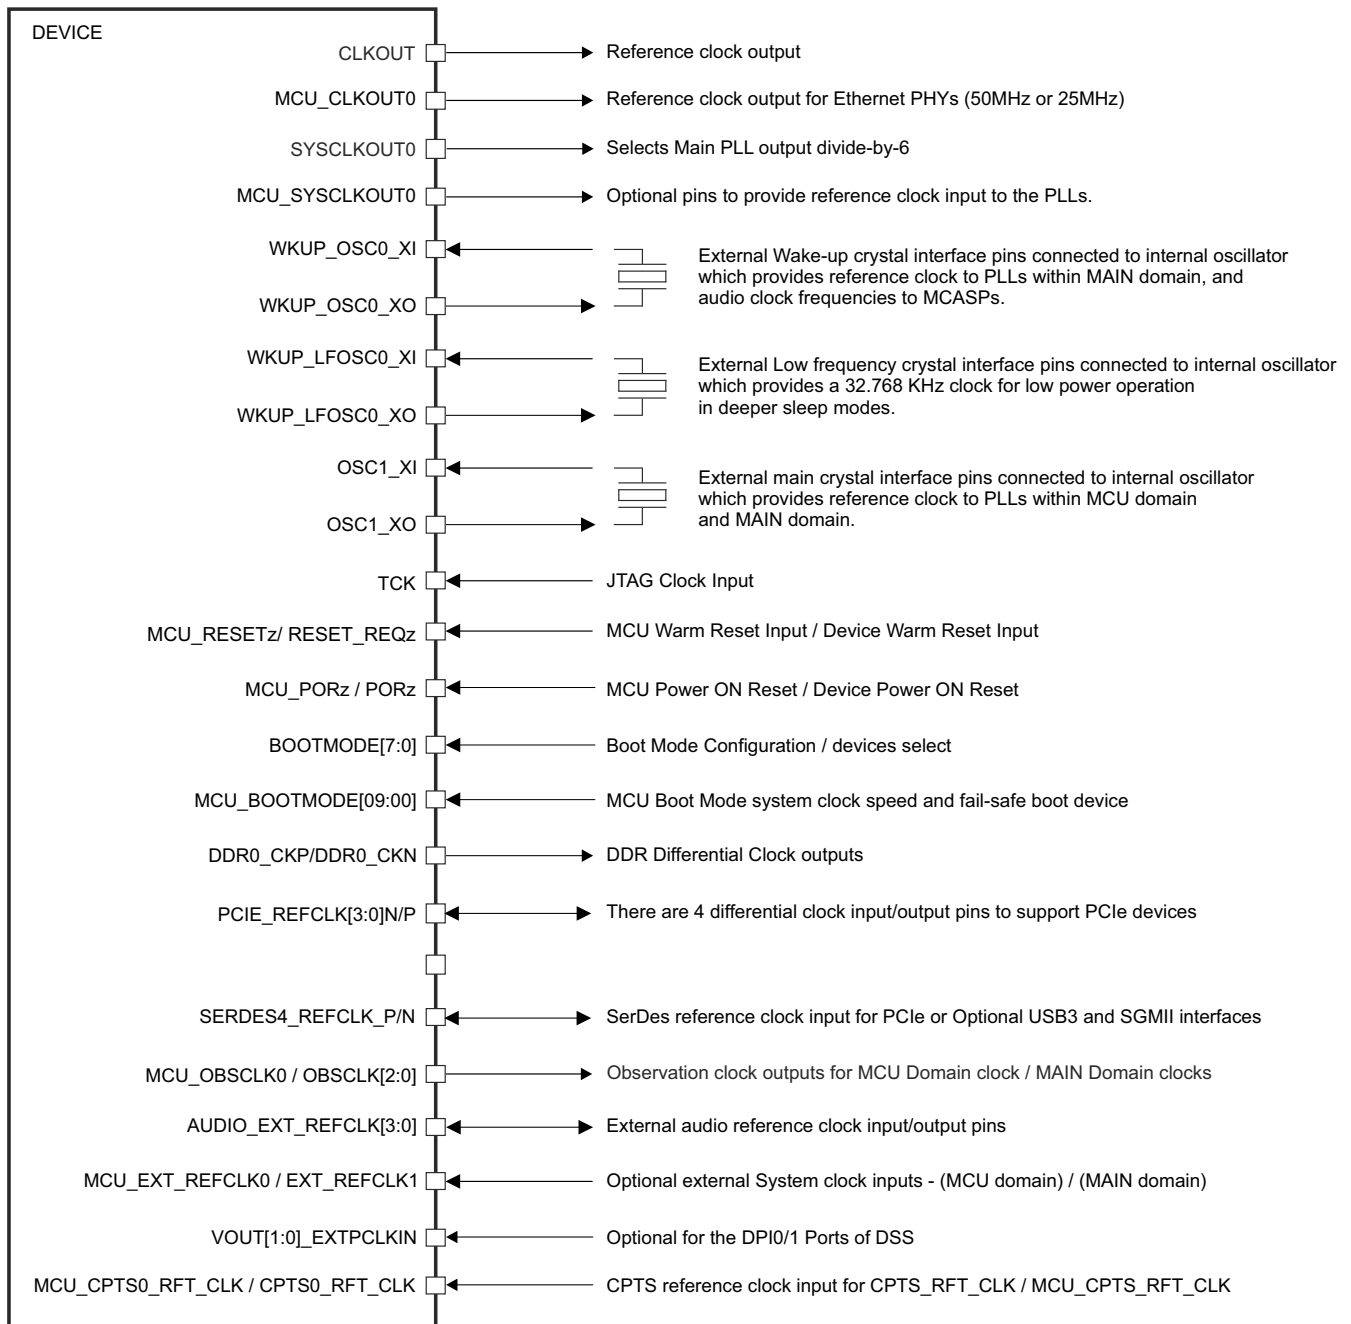 DEVICE
CLKOUT Reference clock output
MCU_CLKOUT0 Reference clock output for Ethernet PHYs (50MHz or 25MHz)
SYSCLKOUT0 Selects Main PLL output divide-by-6
MCU_SYSCLKOUT0 Optional pins to provide reference clock input to the PLLs.
WKUP_OSC0_XI
External Wake-up crystal interface pins connected to internal oscillator
which provides reference clock to PLLs within MAIN domain, and
audio clock frequencies to MCASPs.
WKUP_OSC0_XO
WKUP_LFOSC0_XI
External Low frequency crystal interface pins connected to internal oscillator
which provides a 32.768 KHz clock for low power operation
in deeper sleep modes.
WKUP_LFOSC0_XO
OSC1_XI
External main crystal interface pins connected to internal oscillator
which provides reference clock to PLLs within MCU domain
and MAIN domain.
OSC1_XO
TCK JTAG Clock Input
MCU_RESETz/ RESET_REQz MCU Warm Reset Input / Device Warm Reset Input
MCU_PORz / PORz MCU Power ON Reset / Device Power ON Reset
BOOTMODE[7:0] Boot Mode Configuration / devices select
MCU_BOOTMODE[09:00] MCU Boot Mode system clock speed and fail-safe boot device
DDR0_CKP/DDR0_CKN DDR Differential Clock outputs
PCIE_REFCLK[3:0]N/P There are 4 differential clock input/output pins to support PCIe devices
SERDES4_REFCLK_P/N SerDes reference clock input for PCIe or Optional USB3 and SGMII interfaces
MCU_OBSCLK0 / OBSCLK[2:0] Observation clock outputs for MCU Domain clock / MAIN Domain clocks
AUDIO_EXT_REFCLK[3:0] External audio reference clock input/output pins
MCU_EXT_REFCLK0 / EXT_REFCLK1 Optional external System clock inputs - (MCU domain) / (MAIN domain)
VOUT[1:0]_EXTPCLKIN Optional for the DPI0/1 Ports of DSS
MCU_CPTS0_RFT_CLK / CPTS0_RFT_CLK CPTS reference clock input for CPTS_RFT_CLK / MCU_CPTS_RFT_CLK